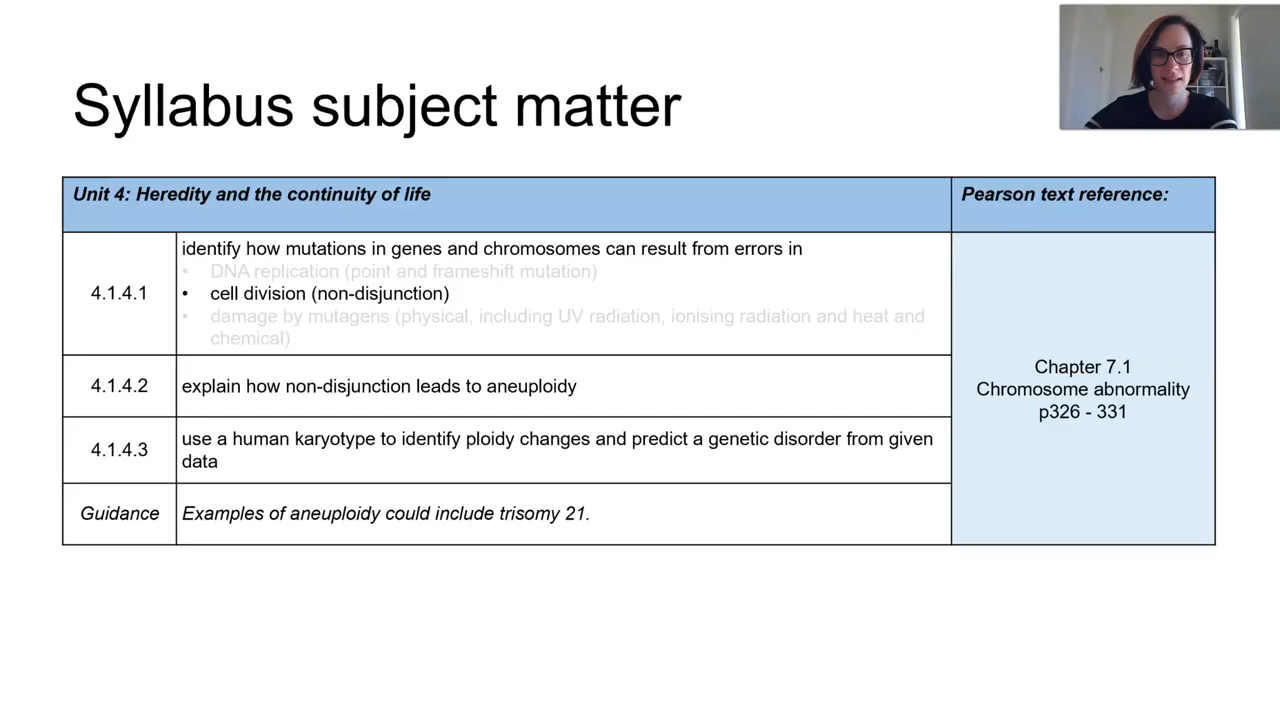 Syllabus subject matter
Unit 4: Heredity and the continuity of life
Pearson text reference:
4.1.4.1
identify how mutations in genes and chromosomes can result from errors in
• DNA replication (point and frameshift mutation)
• cell division (non-disjunction)
• damage by mutagens (physical, including UV radiation, ionising radiation and heat and
chemical)
4.1.4.2
explain how non-disjunction leads to aneuploidy
4.1.4.3
use a human karyotype to identify ploidy changes and predict a genetic disorder from given
data
Guidance
Examples of aneuploidy could include trisomy 21.
Chapter 7.1
Chromosome abnormality
p326 - 331